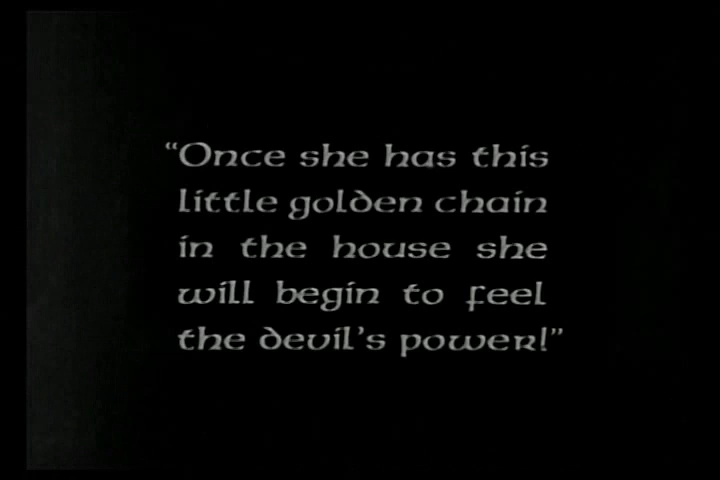 “Once she has this
little golden chain
in the house she
will begin to feel
the devil’s power!”